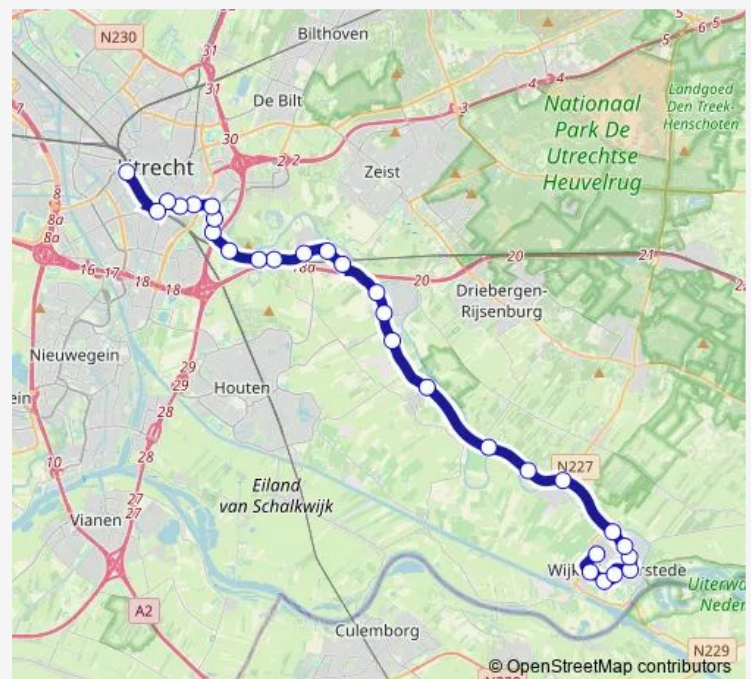 N230
Bilthoven
31
31
De Bilt
5
5
6
5
4
4
3
30
2
2
Nationaal
Park De
Utrechtse
Heuvelrug
Landgoed
Den Treek-
Henschoten
Zeist
7
8
8a
8a
16
17
18
18
18a
20
20
21
Driebergen-
Rijsenburg
Nieuwegein
29
29
28
28
Houten
10
27
27
Eiland
van Schalkwijk
N227
Vianen
A2
Culemborg
N229
© OpenStreetMap contributors